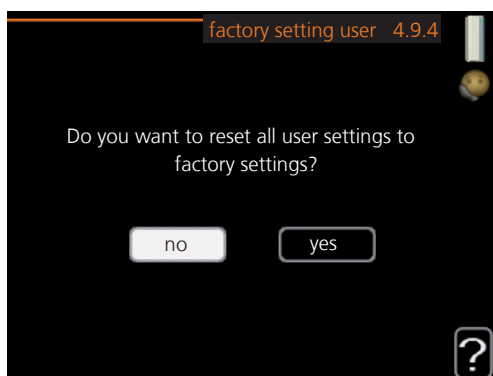 factory setting user 4.9.4
Do you want to reset all user settings to
factory settings?
no yes
?